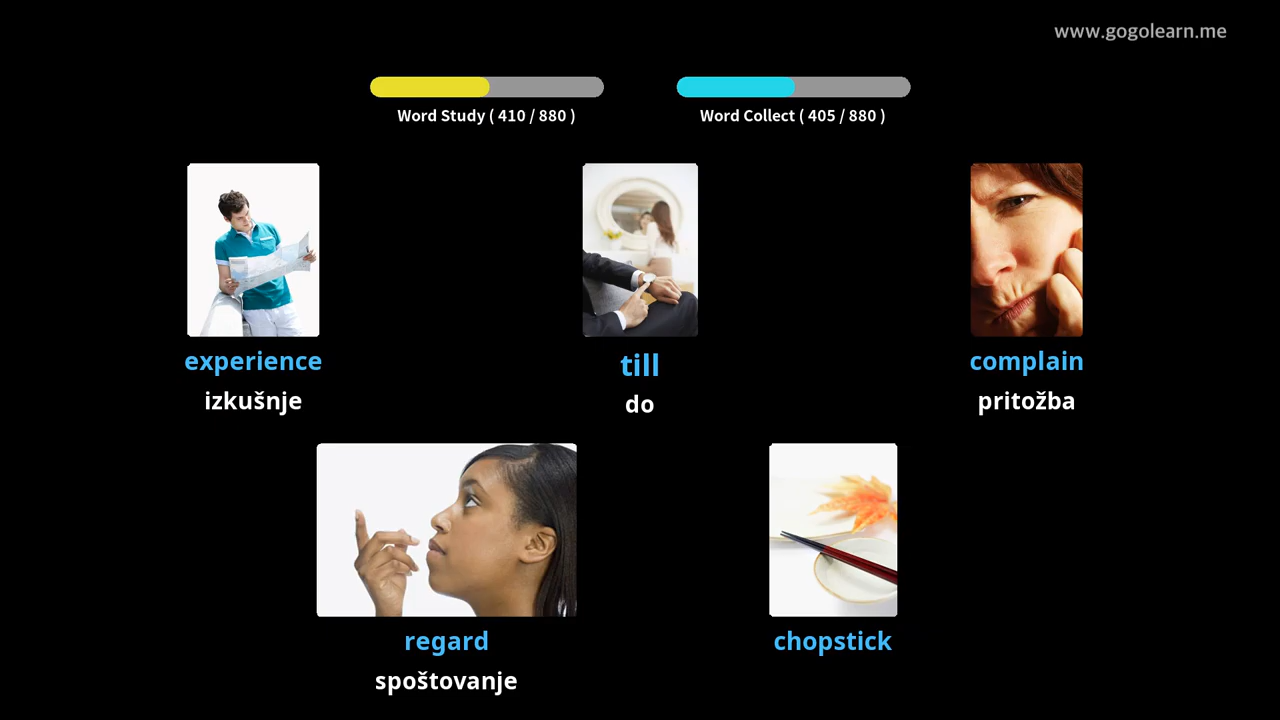 www.gogolearn.me
Word Study ( 410 / 880 )
Word Collect ( 405 / 880 )
experience
till
complain
izkušnje
do
pritožba
regard
chopstick
spoštovanje